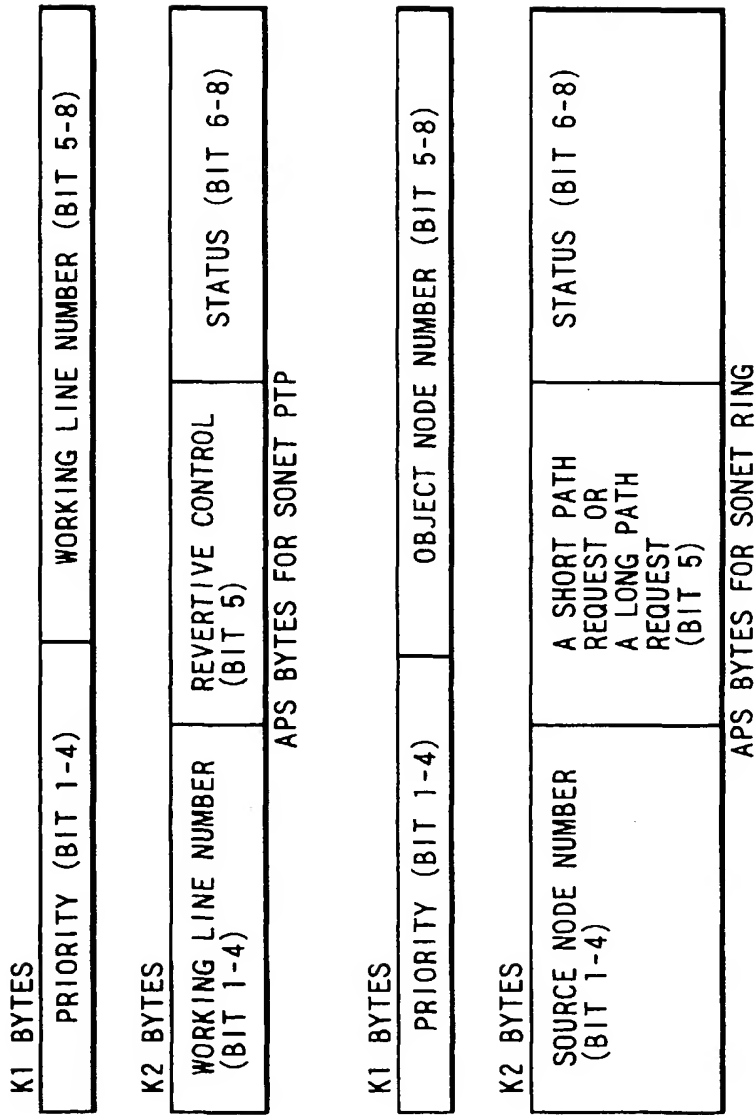 K1 BYTES
PRIORITY (BIT 1-4)
WORKING LINE NUMBER (BIT 5-8)
K2 BYTES
WORKING LINE NUMBER
(BIT 1-4)
REVERTIVE CONTROL
(BIT 5)
STATUS (BIT 6-8)
APS BYTES FOR SONET PTP
K1 BYTES
PRIORITY (BIT 1-4)
OBJECT NODE NUMBER (BIT 5-8)
K2 BYTES
SOURCE NODE NUMBER
(BIT 1-4)
A SHORT PATH
REQUEST OR
A LONG PATH
REQUEST
(BIT 5)
STATUS (BIT 6-8)
APS BYTES FOR SONET RING